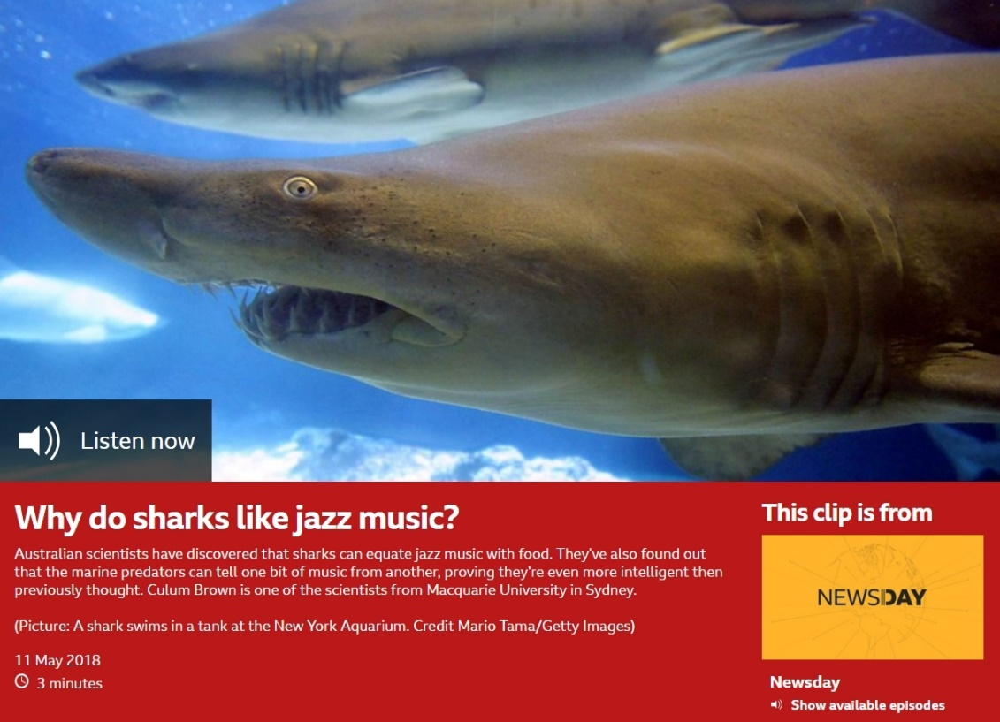 Listen now
Why do sharks like jazz music?
Australian scientists have discovered that sharks can equate jazz music with food. They've also found out
that the marine predators can tell one bit of music from another, proving they're even more intelligent then
previously thought. Culum Brown is one of the scientists from Macquarie University in Sydney.
(Picture: A shark swims in a tank at the New York Aquarium. Credit Mario Tama/Getty Images)
11 May 2018
3 minutes
This clip is from
NEWSDAY
Newsday
Show available episodes